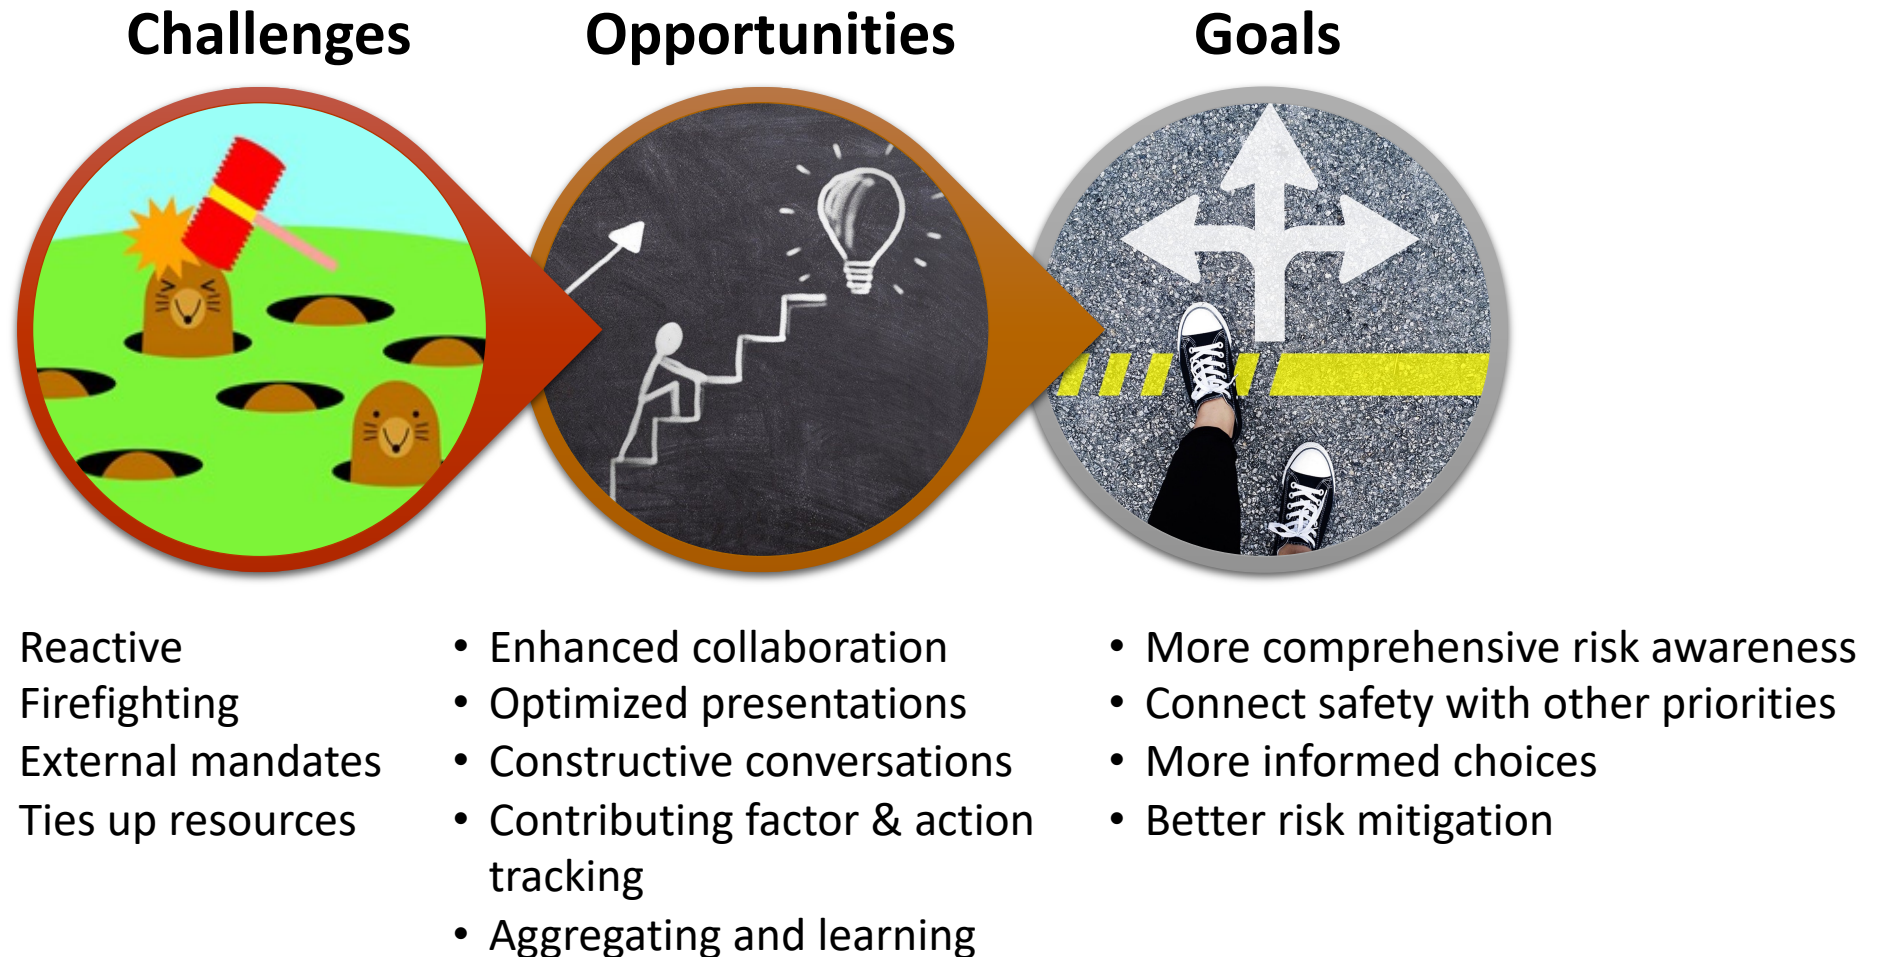 Challenges
Opportunities
Goals
Reactive
Firefighting
External mandates
Ties up resources
• Enhanced collaboration
• Optimized presentations
• Constructive conversations
• Contributing factor & action
tracking
• Aggregating and learning
• More comprehensive risk awareness
• Connect safety with other priorities
• More informed choices
• Better risk mitigation